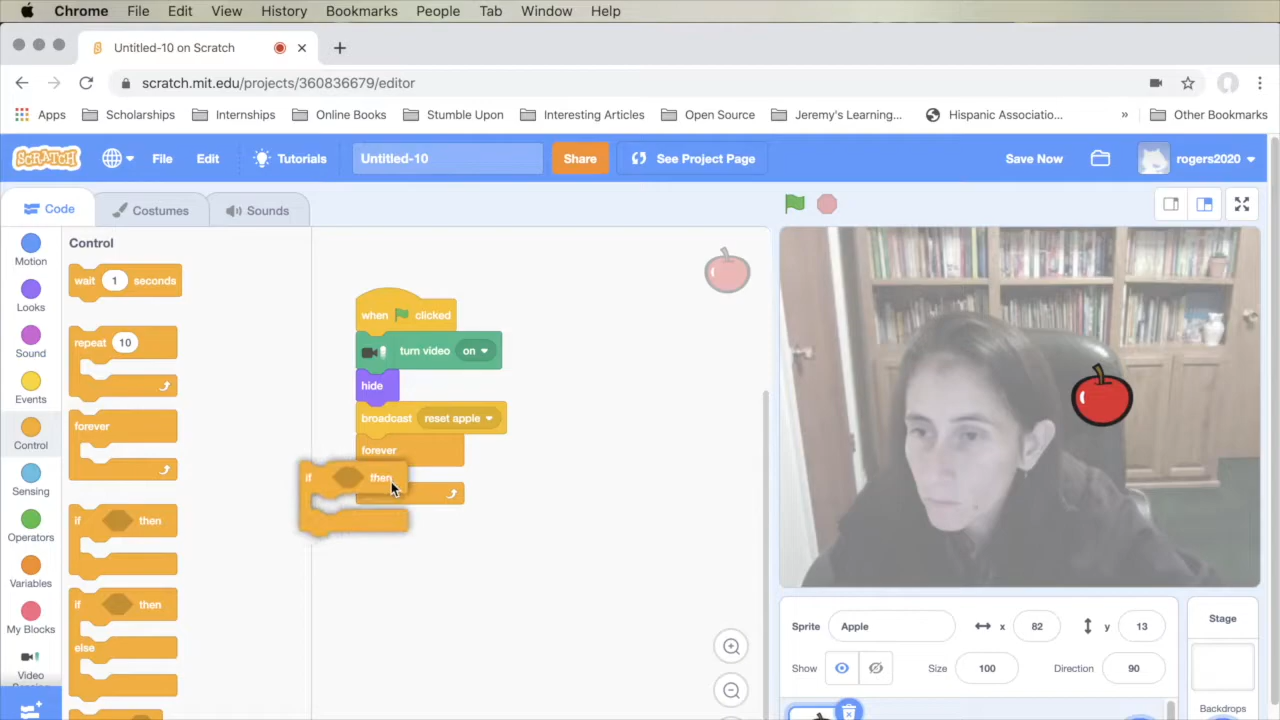 Chrome File Edit View History Bookmarks People Tab Window Help
Untitled-10 on Scratch
scratch.mit.edu/projects/360836679/editor
Apps Scholarships Internships Online Books Stumble Upon Interesting Articles Open Source Jeremy's Learning... Hispanic Associatio... » Other Bookmarks
SCRATCH File Edit Tutorials Untitled-10 Share See Project Page Save Now rogers2020
Code Costumes Sounds
Motion
Looks
Sound
Events
Control
Sensing
Operators
Variables
My Blocks
Video
Control
wait 1 seconds
repeat 10
forever
if then
if then
else
when clicked
turn video on
hide
broadcast reset apple
forever
if then
Sprite Apple x 82 y 13
Show Size 100 Direction 90
Stage
Backdrops